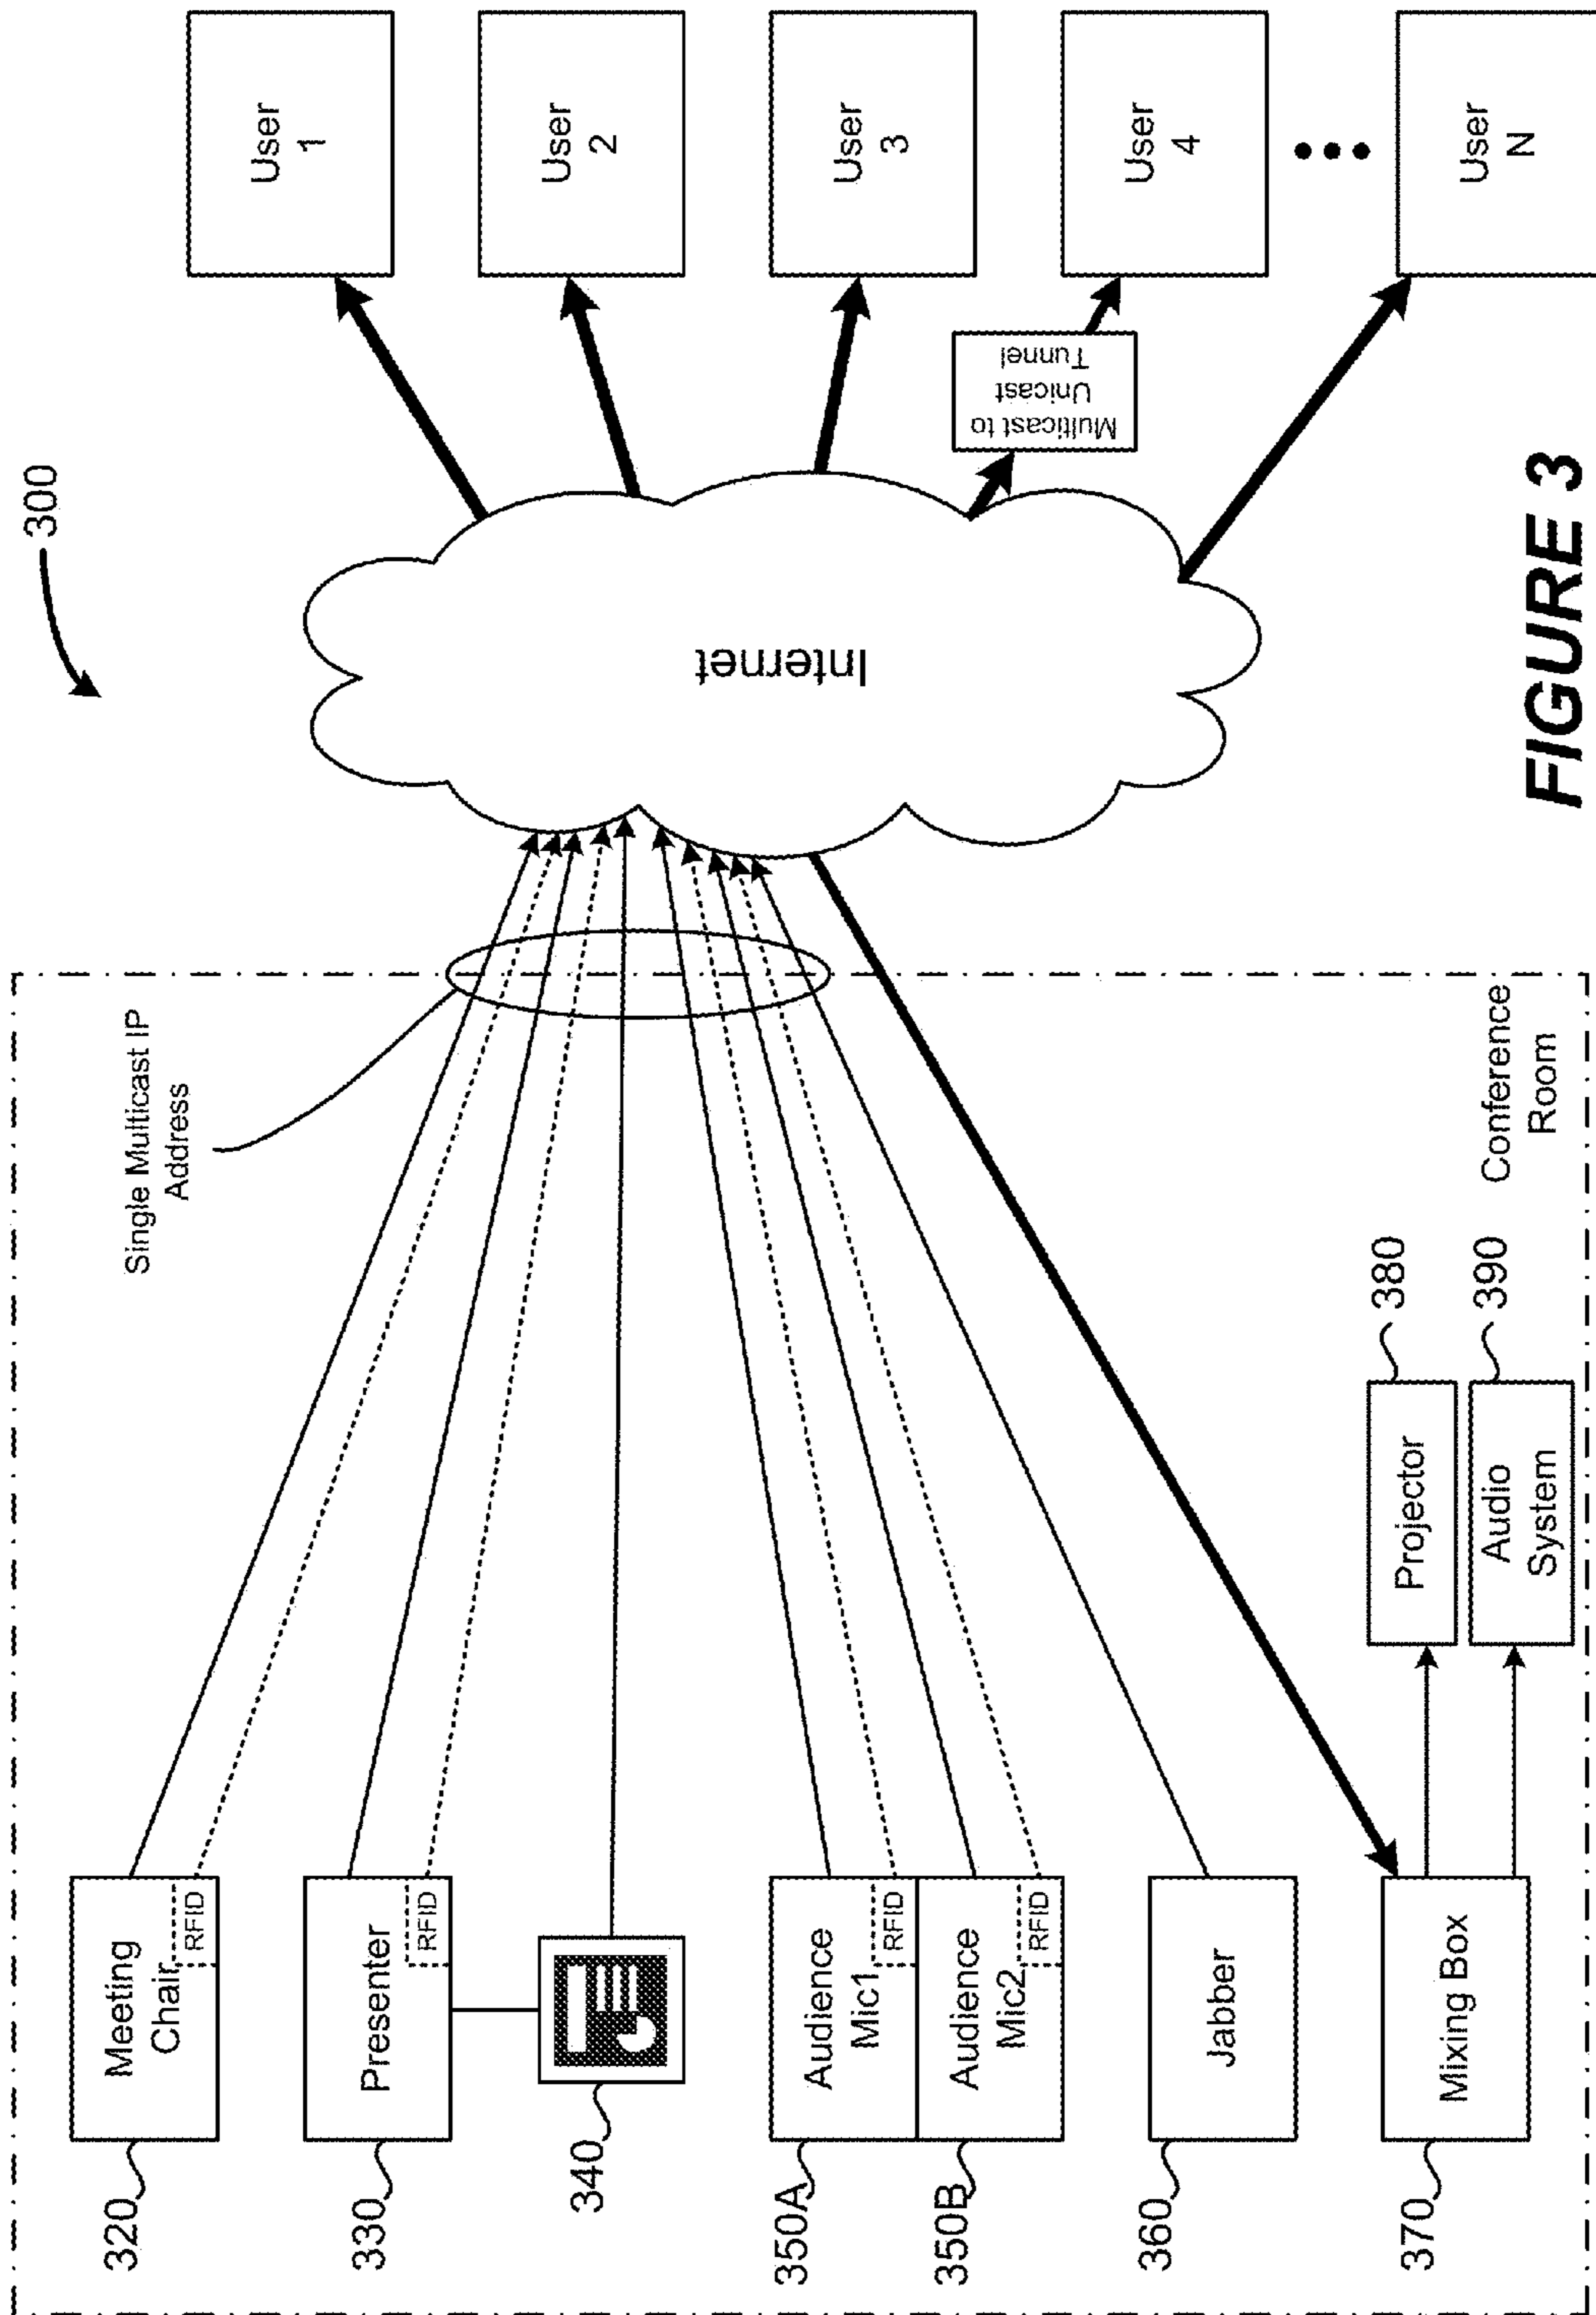 300
Single Multicast IP
Address
320
Meeting
Chair
RFID
330
Presenter
RFID
340
350A
Audience
Mic1
RFID
350B
Audience
Mic2
RFID
360
Jabber
370
Mixing Box
Projector
380
Audio
System
390
Conference
Room
Internet
Multicast to
Unicast
Tunnel
User
1
User
2
User
3
User
4
User
N
FIGURE 3